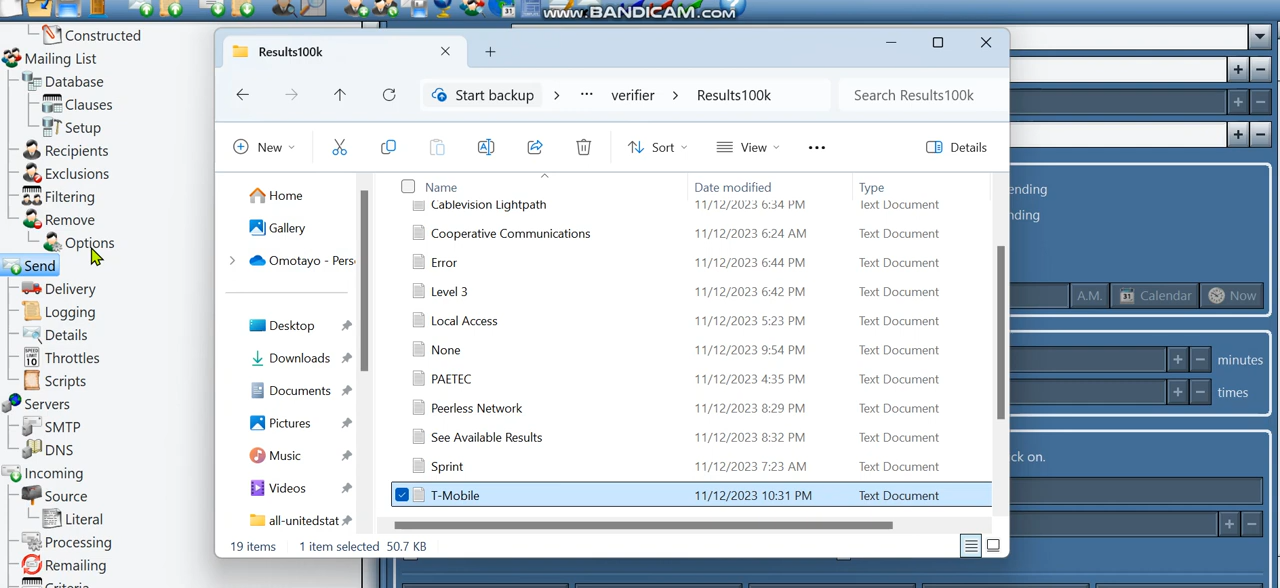 www.BANDICAM.com
Constructed
Mailing List
Database
Clauses
Setup
Recipients
Exclusions
Filtering
Remove
Options
Send
Delivery
Logging
Details
Throttles
Scripts
Servers
SMTP
DNS
Incoming
Source
Literal
Processing
Remailing
Criteria
Results100k
Start backup > ... verifier > Results100k
Search Results100k
New
Sort
View
Details
Home
Gallery
Omotayo - Pers
Desktop
Downloads
Documents
Pictures
Music
Videos
all-unitedstat
Name Date modified Type
Cablevision Lightpath 11/12/2023 6:34 PM Text Document
Cooperative Communications 11/12/2023 6:24 AM Text Document
Error 11/12/2023 6:44 PM Text Document
Level 3 11/12/2023 6:42 PM Text Document
Local Access 11/12/2023 5:23 PM Text Document
None 11/12/2023 9:54 PM Text Document
PAETEC 11/12/2023 4:35 PM Text Document
Peerless Network 11/12/2023 8:29 PM Text Document
See Available Results 11/12/2023 8:32 PM Text Document
Sprint 11/12/2023 7:23 AM Text Document
T-Mobile 11/12/2023 10:31 PM Text Document
19 items 1 item selected 50.7 KB
ending
nding
A.M. Calendar Now
minutes
times
ck on.